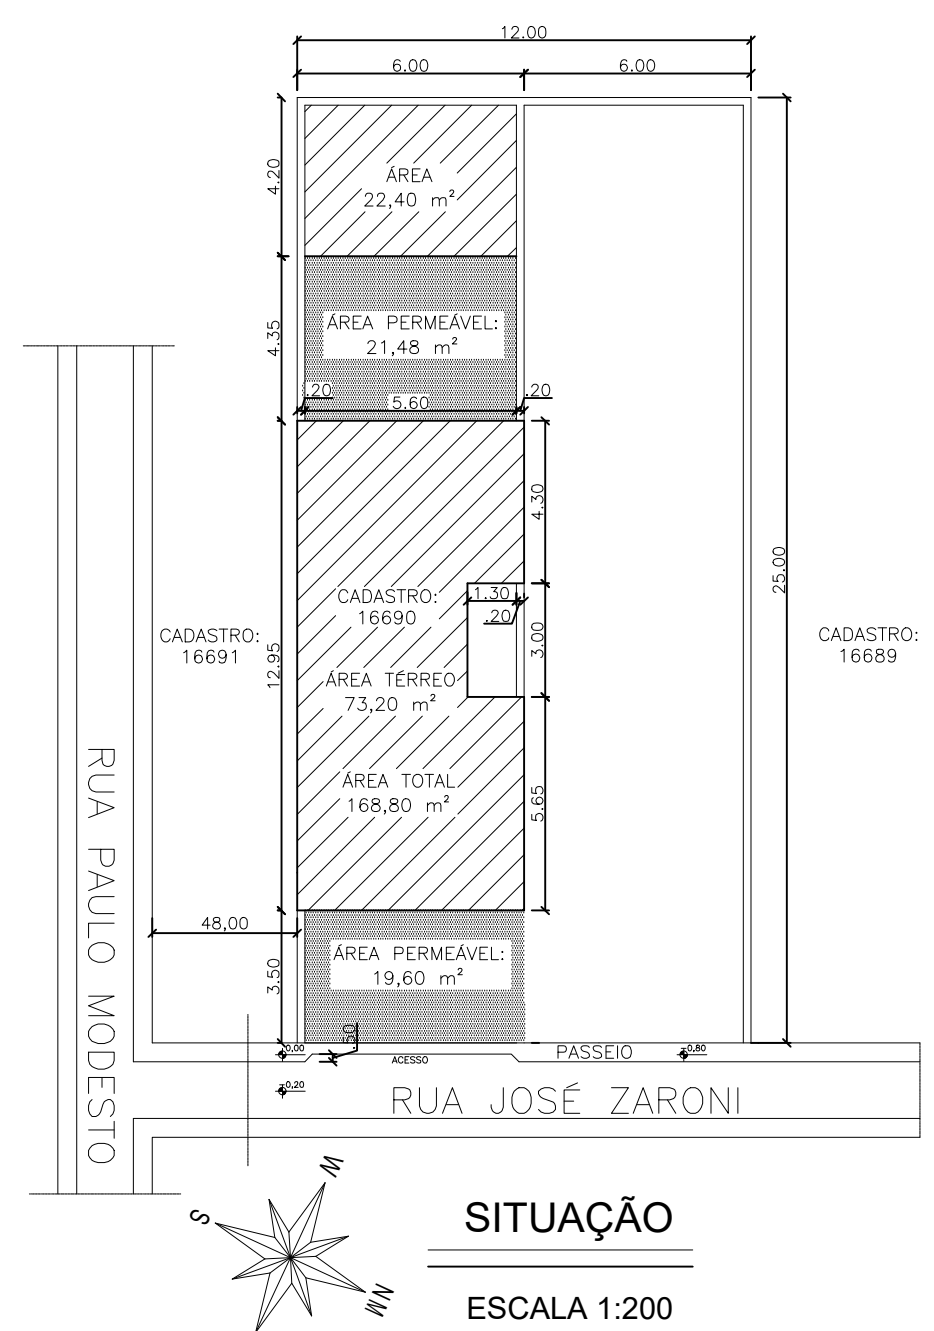 12.00
6.00
6.00
4.20
ÁREA
22,40 m²
4.35
ÁREA PERMEÁVEL:
21,48 m²
.20
5.60
.20
4.30
25.00
1.30
.20
3.00
CADASTRO:
16690
CADASTRO:
16691
CADASTRO:
16689
12.95
ÁREA TÉRREO
73,20 m²
ÁREA TOTAL
168,80 m²
5.65
RUA PAULO MODESTO
48,00
3.50
ÁREA PERMEÁVEL:
19,60 m²
.50
0,00
ACESSO
PASSEIO
-0,80
-0,20
RUA JOSÉ ZARONI
W
S
NM
SITUAÇÃO
ESCALA 1:200